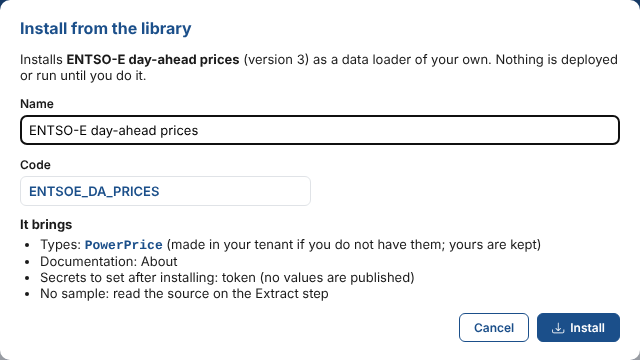 Install from the library
Installs ENTSO-E day-ahead prices (version 3) as a data loader of your own. Nothing is deployed
or run until you do it.
Name
ENTSO-E day-ahead prices
Code
ENTSOE_DA_PRICES
It brings
• Types: PowerPrice (made in your tenant if you do not have them; yours are kept)
• Documentation: About
• Secrets to set after installing: token (no values are published)
• No sample: read the source on the Extract step
Cancel
Install